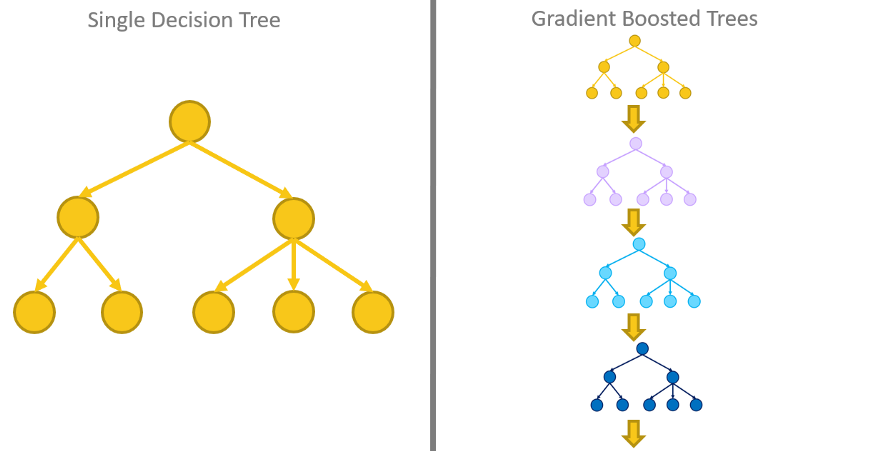 Single Decision Tree
Gradient Boosted Trees